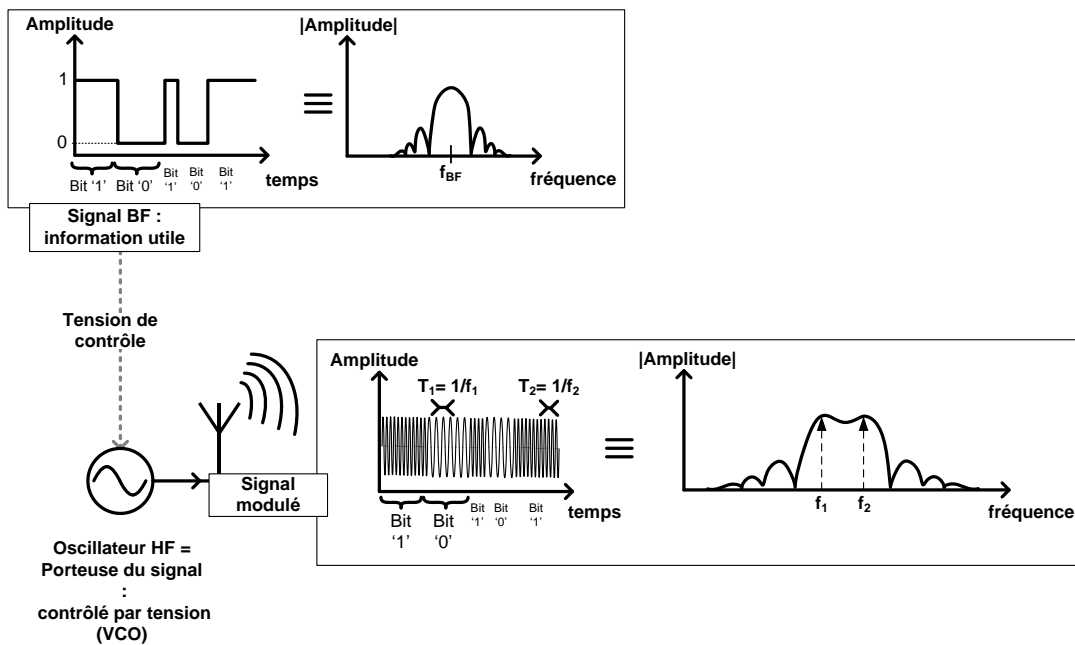 Amplitude
1
0
Bit ‘1’ Bit ‘0’ Bit ‘1’ Bit ‘0’ Bit ‘1’
temps
≡
|Amplitude|
f_BF
fréquence
Signal BF :
information utile
Tension de
contrôle
Oscillateur HF =
Porteuse du signal
:
contrôlé par tension
(VCO)
Signal
modulé
Amplitude
T₁= 1/f₁ T₂= 1/f₂
Bit ‘1’ Bit ‘0’ Bit ‘1’ Bit ‘0’ Bit ‘1’
temps
≡
|Amplitude|
f₁ f₂
fréquence